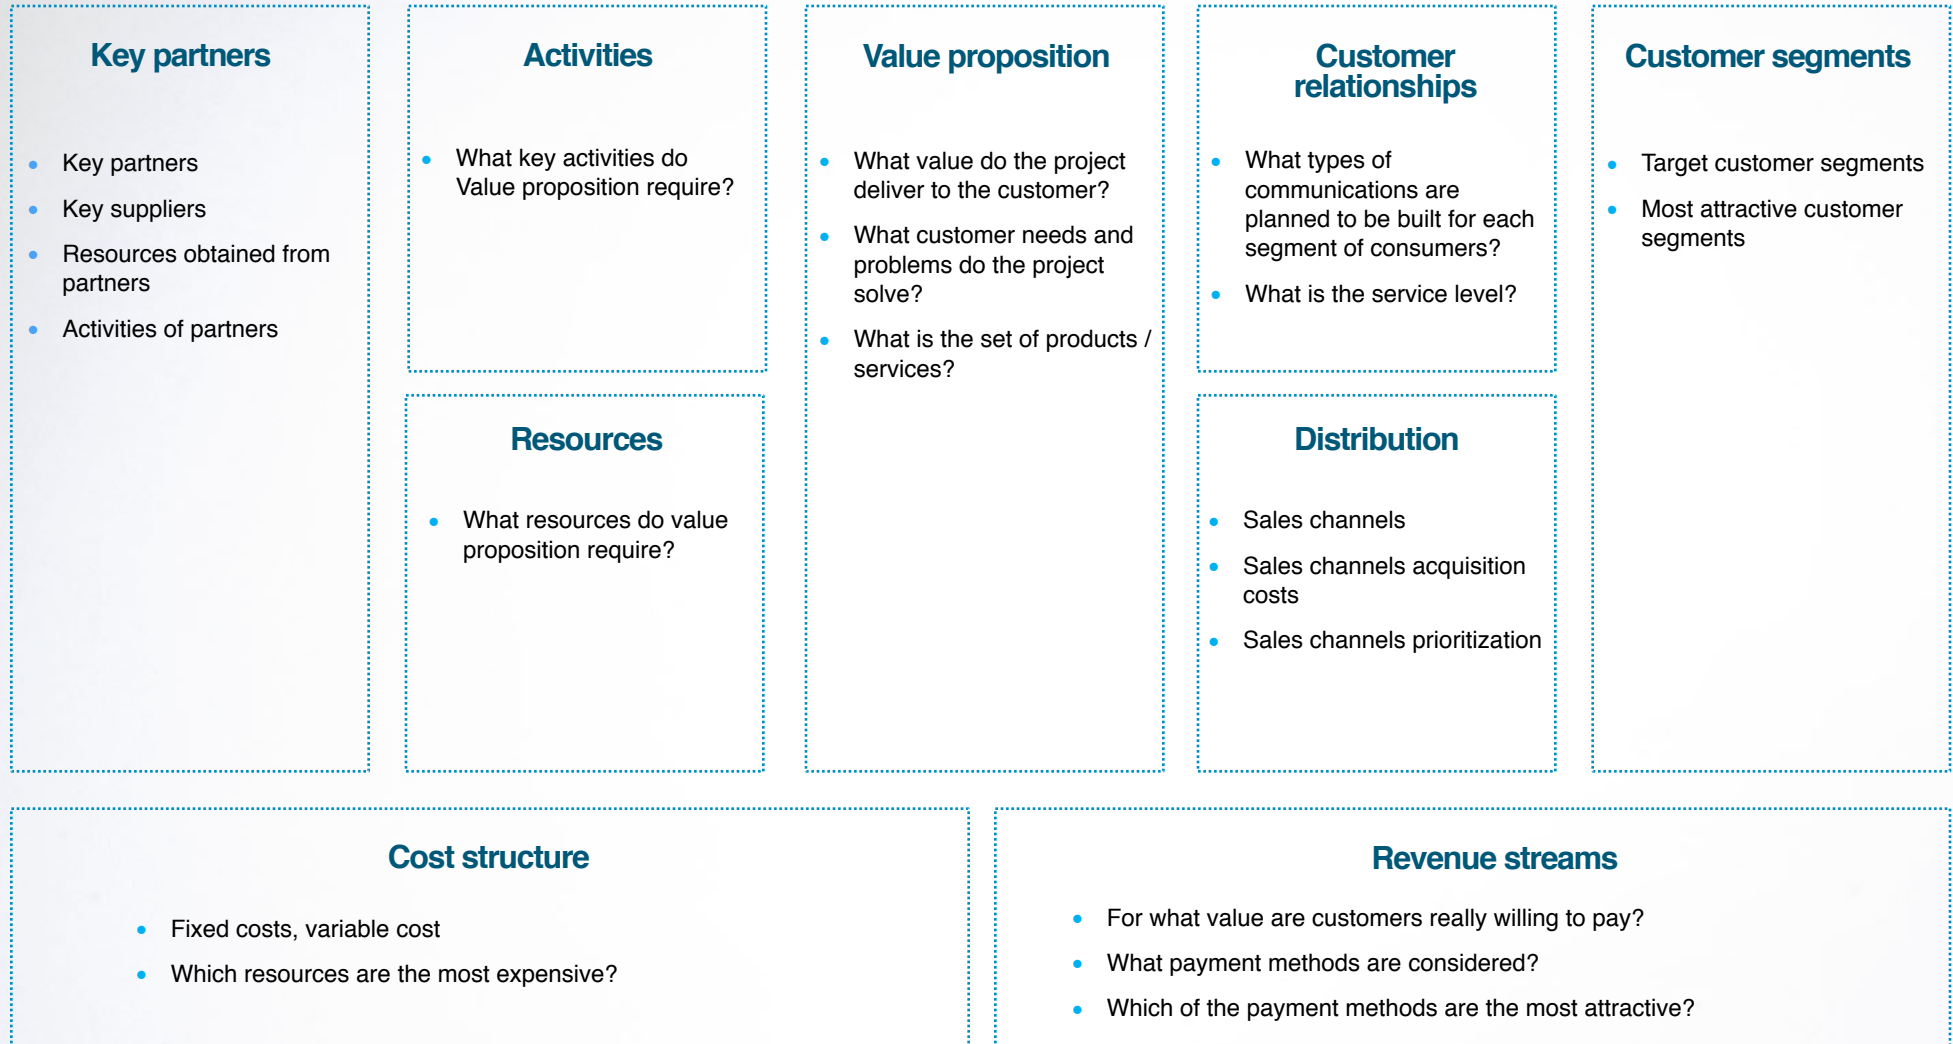 Key partners
Key partners
Key suppliers
Resources obtained from
partners
Activities of partners
Activities
What key activities do
Value proposition require?
Resources
What resources do value
proposition require?
Value proposition
What value do the project
deliver to the customer?
What customer needs and
problems do the project
solve?
What is the set of products /
services?
Customer
relationships
What types of
communications are
planned to be built for each
segment of consumers?
What is the service level?
Distribution
Sales channels
Sales channels acquisition
costs
Sales channels prioritization
Customer segments
Target customer segments
Most attractive customer
segments
Cost structure
Fixed costs, variable cost
Which resources are the most expensive?
Revenue streams
For what value are customers really willing to pay?
What payment methods are considered?
Which of the payment methods are the most attractive?